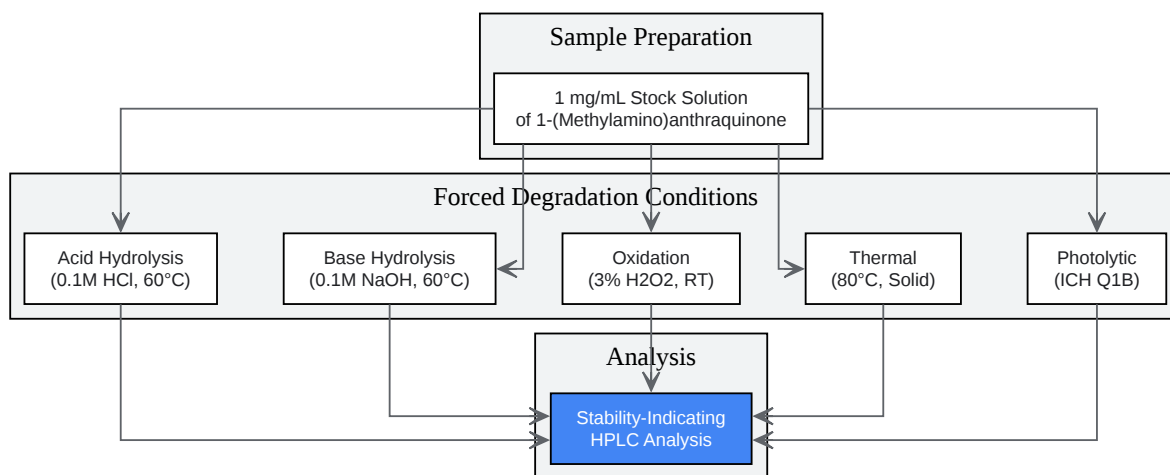 Sample Preparation
1 mg/mL Stock Solution
of 1-(Methylamino)anthraquinone
Forced Degradation Conditions
Acid Hydrolysis
(0.1M HCl, 60°C)
Base Hydrolysis
(0.1M NaOH, 60°C)
Oxidation
(3% H2O2, RT)
Thermal
(80°C, Solid)
Photolytic
(ICH Q1B)
Analysis
Stability-Indicating
HPLC Analysis